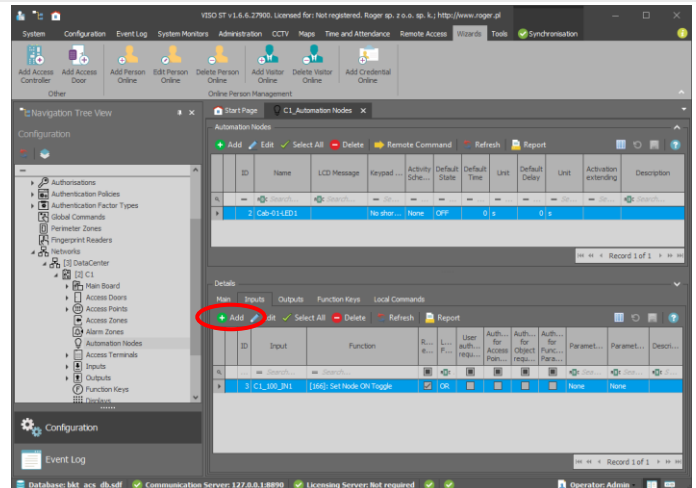 VISO ST v1.6.6.27900. Licensed for: Not registered. Roger sp. z o.o. sp. k.; http://www.roger.pl
System Configuration Event Log System Monitors Administration CCTV Maps Time and Attendance Remote Access Wizards Tools Synchronisation
Add Access Controller Add Access Door Add Person Online Edit Person Online Delete Person Online Add Visitor Online Delete Visitor Online Add Credential Online
Other Online Person Management
Navigation Tree View
Start Page C1_Automation Nodes
Configuration
Automation Nodes
Add Edit Select All Delete Remote Command Refresh Report
ID Name LCD Message Keypad ... Activity Sche... Default State Default Time Unit Default Delay Unit Activation extending Description
2 Cab-01-LED1 No shor... None OFF 0 s 0 s
Record 1 of 1
Authorisations
Authentication Policies
Authentication Factor Types
Global Commands
Perimeter Zones
Fingerprint Readers
Networks
[3] DataCenter
[2] C1
Main Board
Access Doors
Access Points
Access Zones
Alarm Zones
Automation Nodes
Access Terminals
Inputs
Outputs
Function Keys
Displays
Details
Main Inputs Outputs Function Keys Local Commands
Add Edit Select All Delete Refresh Report
ID Input Function R... e... L... F... User auth... requ... Auth... for Access Poin... Auth... for Object requ... Auth... for Func... Para... Paramet... Paramet... Descri...
Search... Search...
3 C1_100_IN1 [166]: Set Node ON Toggle OR None None
Record 1 of 1
Configuration
Event Log
Database: bkt_acs_db.sdf Communication Server: 127.0.0.1:8890 Licensing Server: Not required Operator: Admin